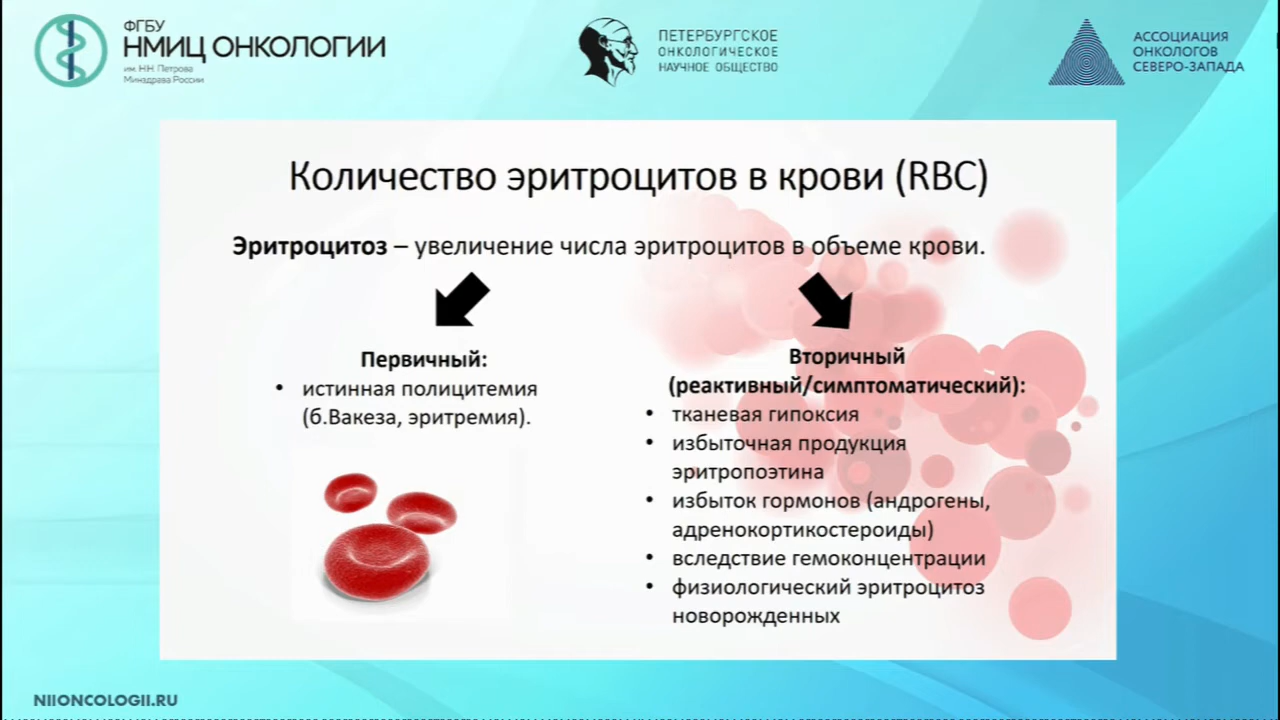 ФГБУ
НМИЦ ОНКОЛОГИИ
им. Н.Н. Петрова
Минздрава России
ПЕТЕРБУРГСКОЕ
ОНКОЛОГИЧЕСКОЕ
НАУЧНОЕ ОБЩЕСТВО
АССОЦИАЦИЯ
ОНКОЛОГОВ
СЕВЕРО-ЗАПАДА
Количество эритроцитов в крови (RBC)
Эритроцитоз – увеличение числа эритроцитов в объеме крови.
Первичный:
• истинная полицитемия
(б.Вакеза, эритремия).
Вторичный
(реактивный/симптоматический):
• тканевая гипоксия
• избыточная продукция
эритропоэтина
• избыток гормонов (андрогены,
адренокортикостероиды)
• вследствие гемоконцентрации
• физиологический эритроцитоз
новорожденных
NIIONCOLOGII.RU